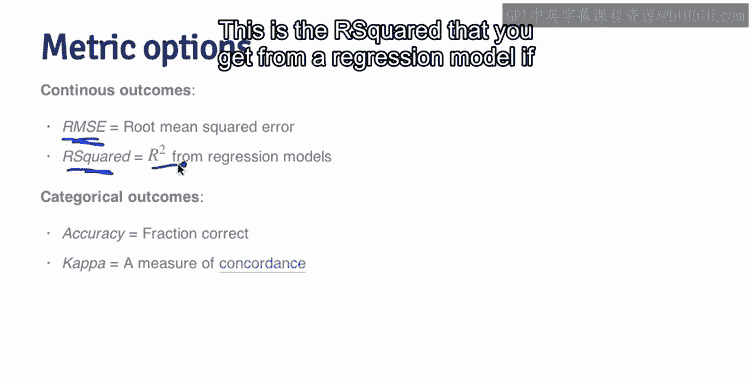 This is the RSquared that you
get from a regression model if
Metric options
Continous outcomes:
· RMSE = Root mean squared error
· RSquared = R² from regression models
Categorical outcomes:
· Accuracy = Fraction correct
· Kappa = A measure of concordance